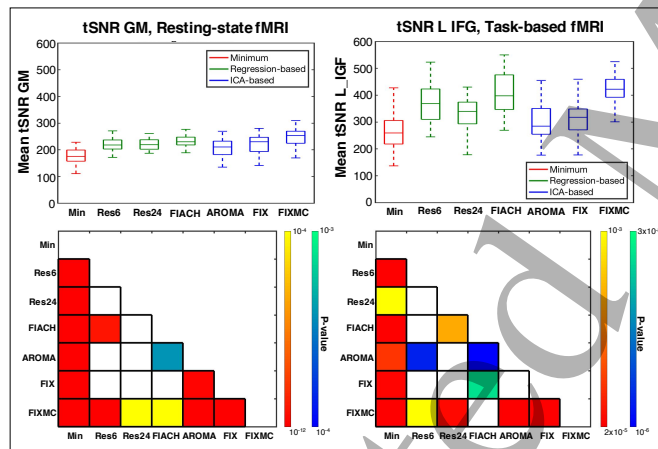 tSNR GM, Resting-state fMRI
Mean tSNR GM
600
500
400
300
200
100
0
Minimum
Regression-based
ICA-based
Min Res6 Res24 FIACH AROMA FIX FIXMC
tSNR L IFG, Task-based fMRI
Mean tSNR L_IGF
600
500
400
300
200
100
0
Minimum
Regression-based
ICA-based
Min Res6 Res24 FIACH AROMA FIX FIXMC
Min
Res6
Res24
FIACH
AROMA
FIX
FIXMC
Min Res6 Res24 FIACH AROMA FIX FIXMC
10-4
10-3
P-value
10-12
10-4
Min
Res6
Res24
FIACH
AROMA
FIX
FIXMC
Min Res6 Res24 FIACH AROMA FIX FIXMC
10-3
P-value
2x10-5
10-6